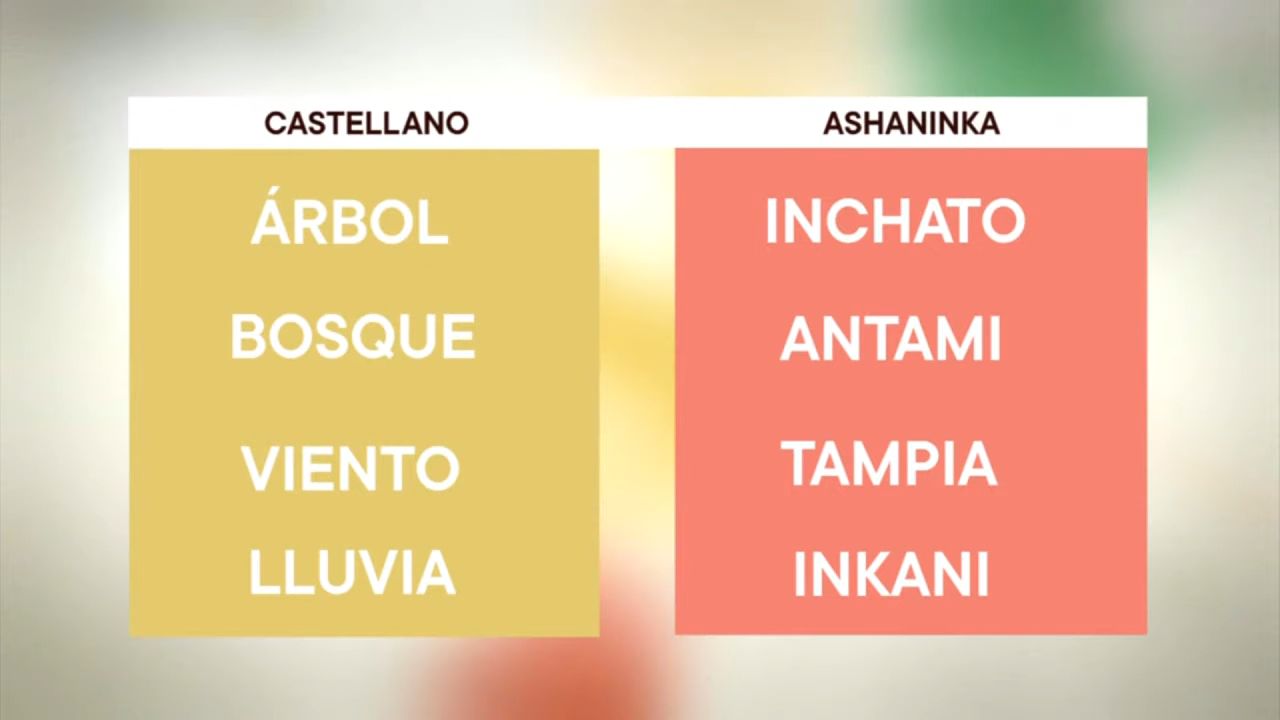 CASTELLANO ASHANINKA
ÁRBOL INCHATO
BOSQUE ANTAMI
VIENTO TAMPIA
LLUVIA INKANI